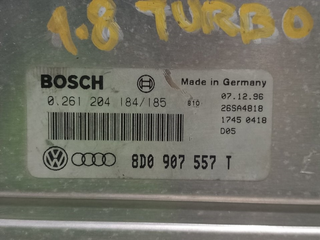 1.8 TURBO
BOSCH Made in Germany
0 261 204 184/185 810 07.12.96
26SA4818
1745 0418
D05
8D0 907 557 T